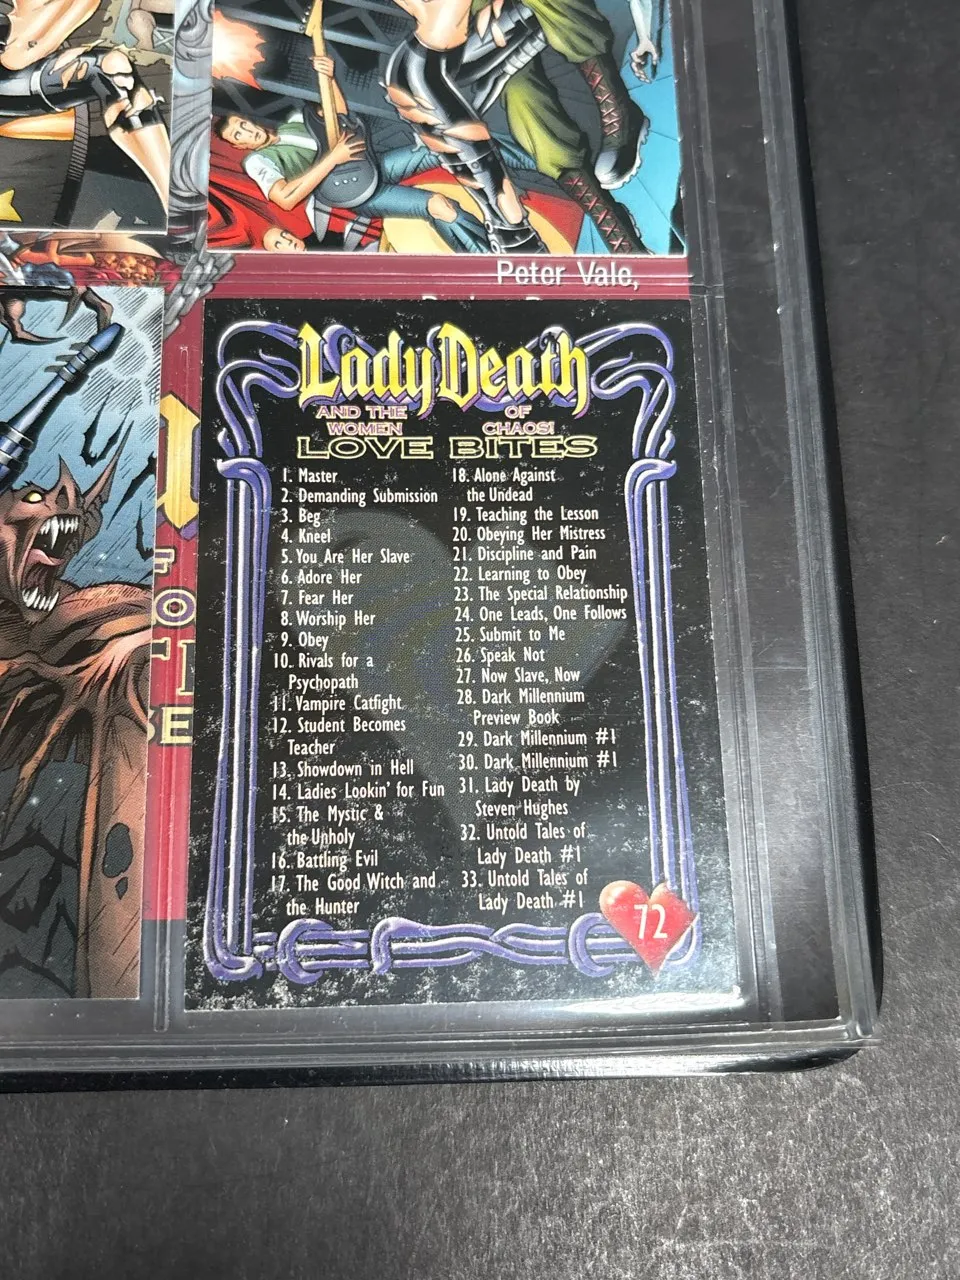 Peter Vale,
Lady Death
AND THE WOMEN OF CHAOS!
LOVE BITES
1. Master
2. Demanding Submission
3. Beg
4. Kneel
5. You Are Her Slave
6. Adore Her
7. Fear Her
8. Worship Her
9. Obey
10. Rivals for a
Psychopath
11. Vampire Catfight
12. Student Becomes
Teacher
13. Showdown in Hell
14. Ladies Lookin' for Fun
15. The Mystic &
the Unholy
16. Battling Evil
17. The Good Witch and
the Hunter
18. Alone Against
the Undead
19. Teaching the Lesson
20. Obeying Her Mistress
21. Discipline and Pain
22. Learning to Obey
23. The Special Relationship
24. One Leads, One Follows
25. Submit to Me
26. Speak Not
27. Now Slave, Now
28. Dark Millennium
Preview Book
29. Dark Millennium #1
30. Dark Millennium #1
31. Lady Death by
Steven Hughes
32. Untold Tales of
Lady Death #1
33. Untold Tales of
Lady Death #1
72